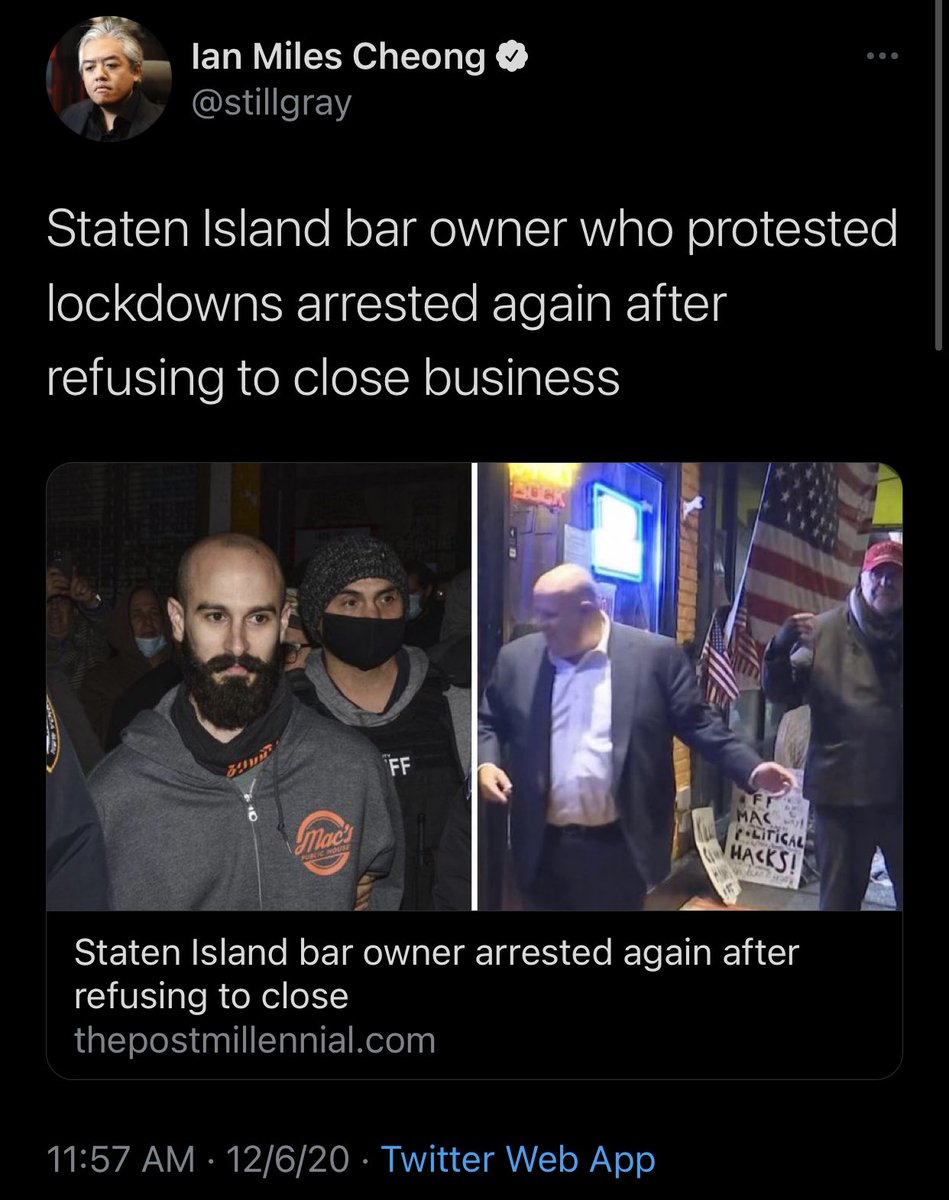 Ian Miles Cheong
@stillgray
Staten Island bar owner who protested
lockdowns arrested again after
refusing to close business
FF
Mac's
PUBLIC HOUSE
MAC
POLITICAL
HACKS!
Staten Island bar owner arrested again after
refusing to close
thepostmillennial.com
11:57 AM · 12/6/20 · Twitter Web App